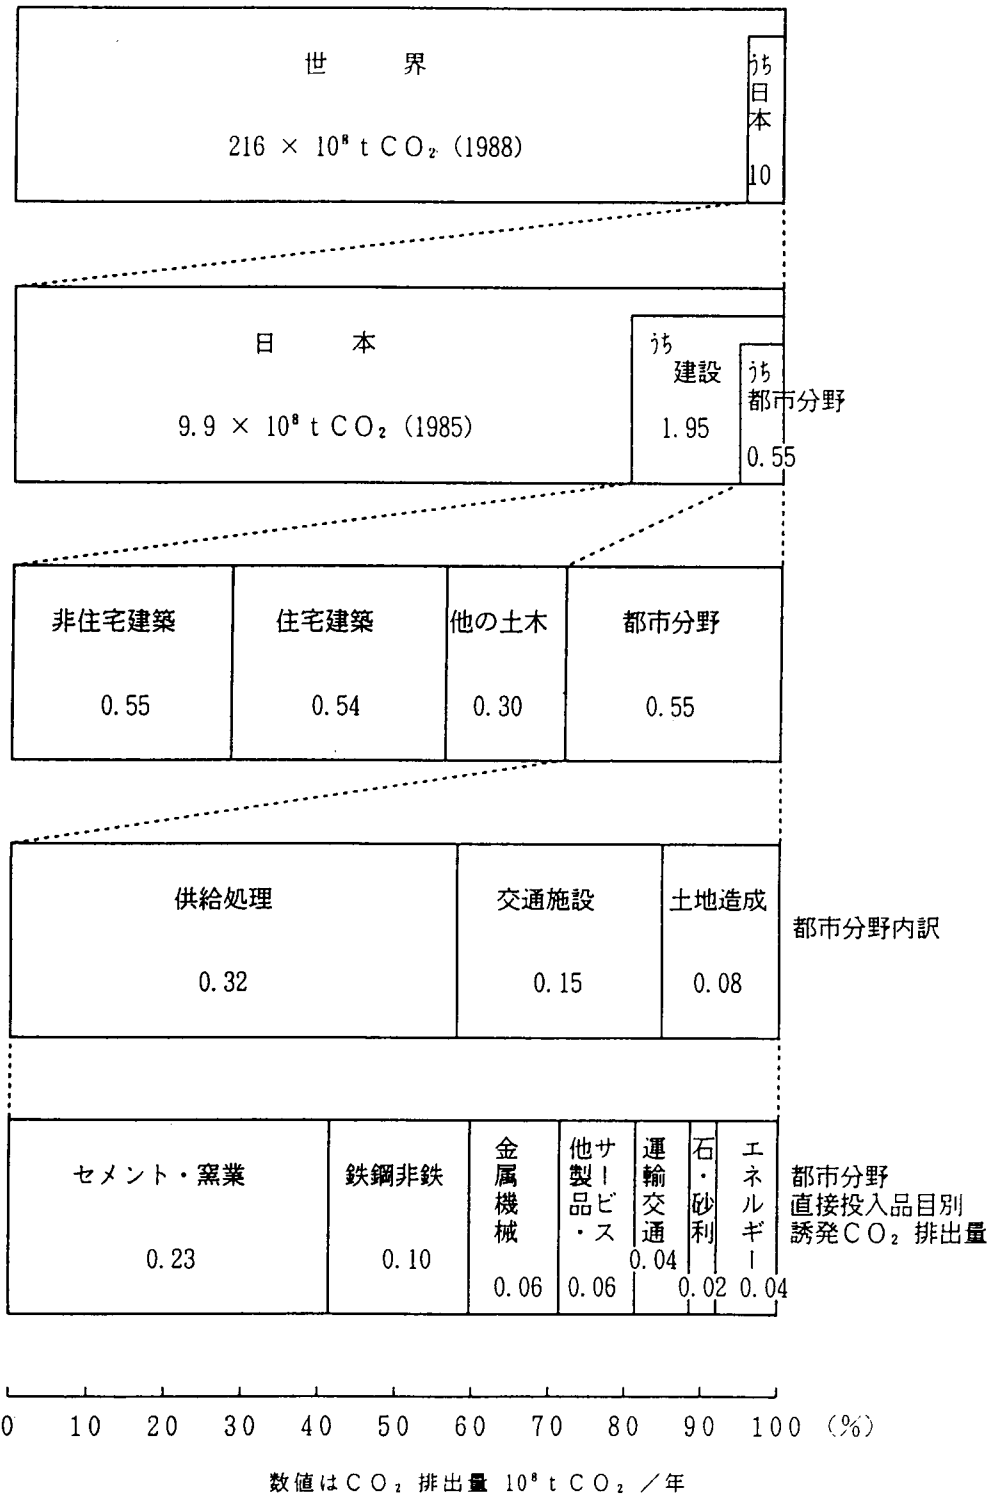 世 界
216 × 10⁸ t CO₂ (1988)
うち日本
10
日 本
9.9 × 10⁸ t CO₂ (1985)
うち
建設
1.95
うち
都市分野
0.55
非住宅建築
0.55
住宅建築
0.54
他の土木
0.30
都市分野
0.55
供給処理
0.32
交通施設
0.15
土地造成
0.08
都市分野内訳
セメント・窯業
0.23
鉄鋼非鉄
0.10
金属機械
0.06
他製品・
サービス
0.06
運輸交通
0.04
石・砂利
0.02
エネルギー
0.04
都市分野
直接投入品目別
誘発CO₂ 排出量
0 10 20 30 40 50 60 70 80 90 100 (%)
数値はCO₂ 排出量 10⁸ t CO₂ ／年